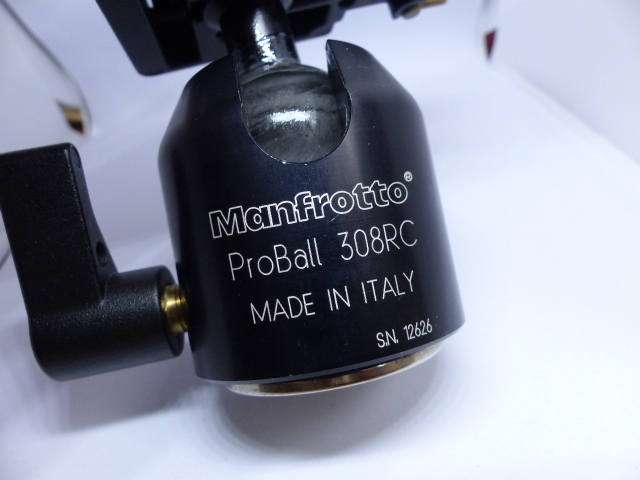 Manfrotto®
ProBall 308RC
MADE IN ITALY
S.N. 12626